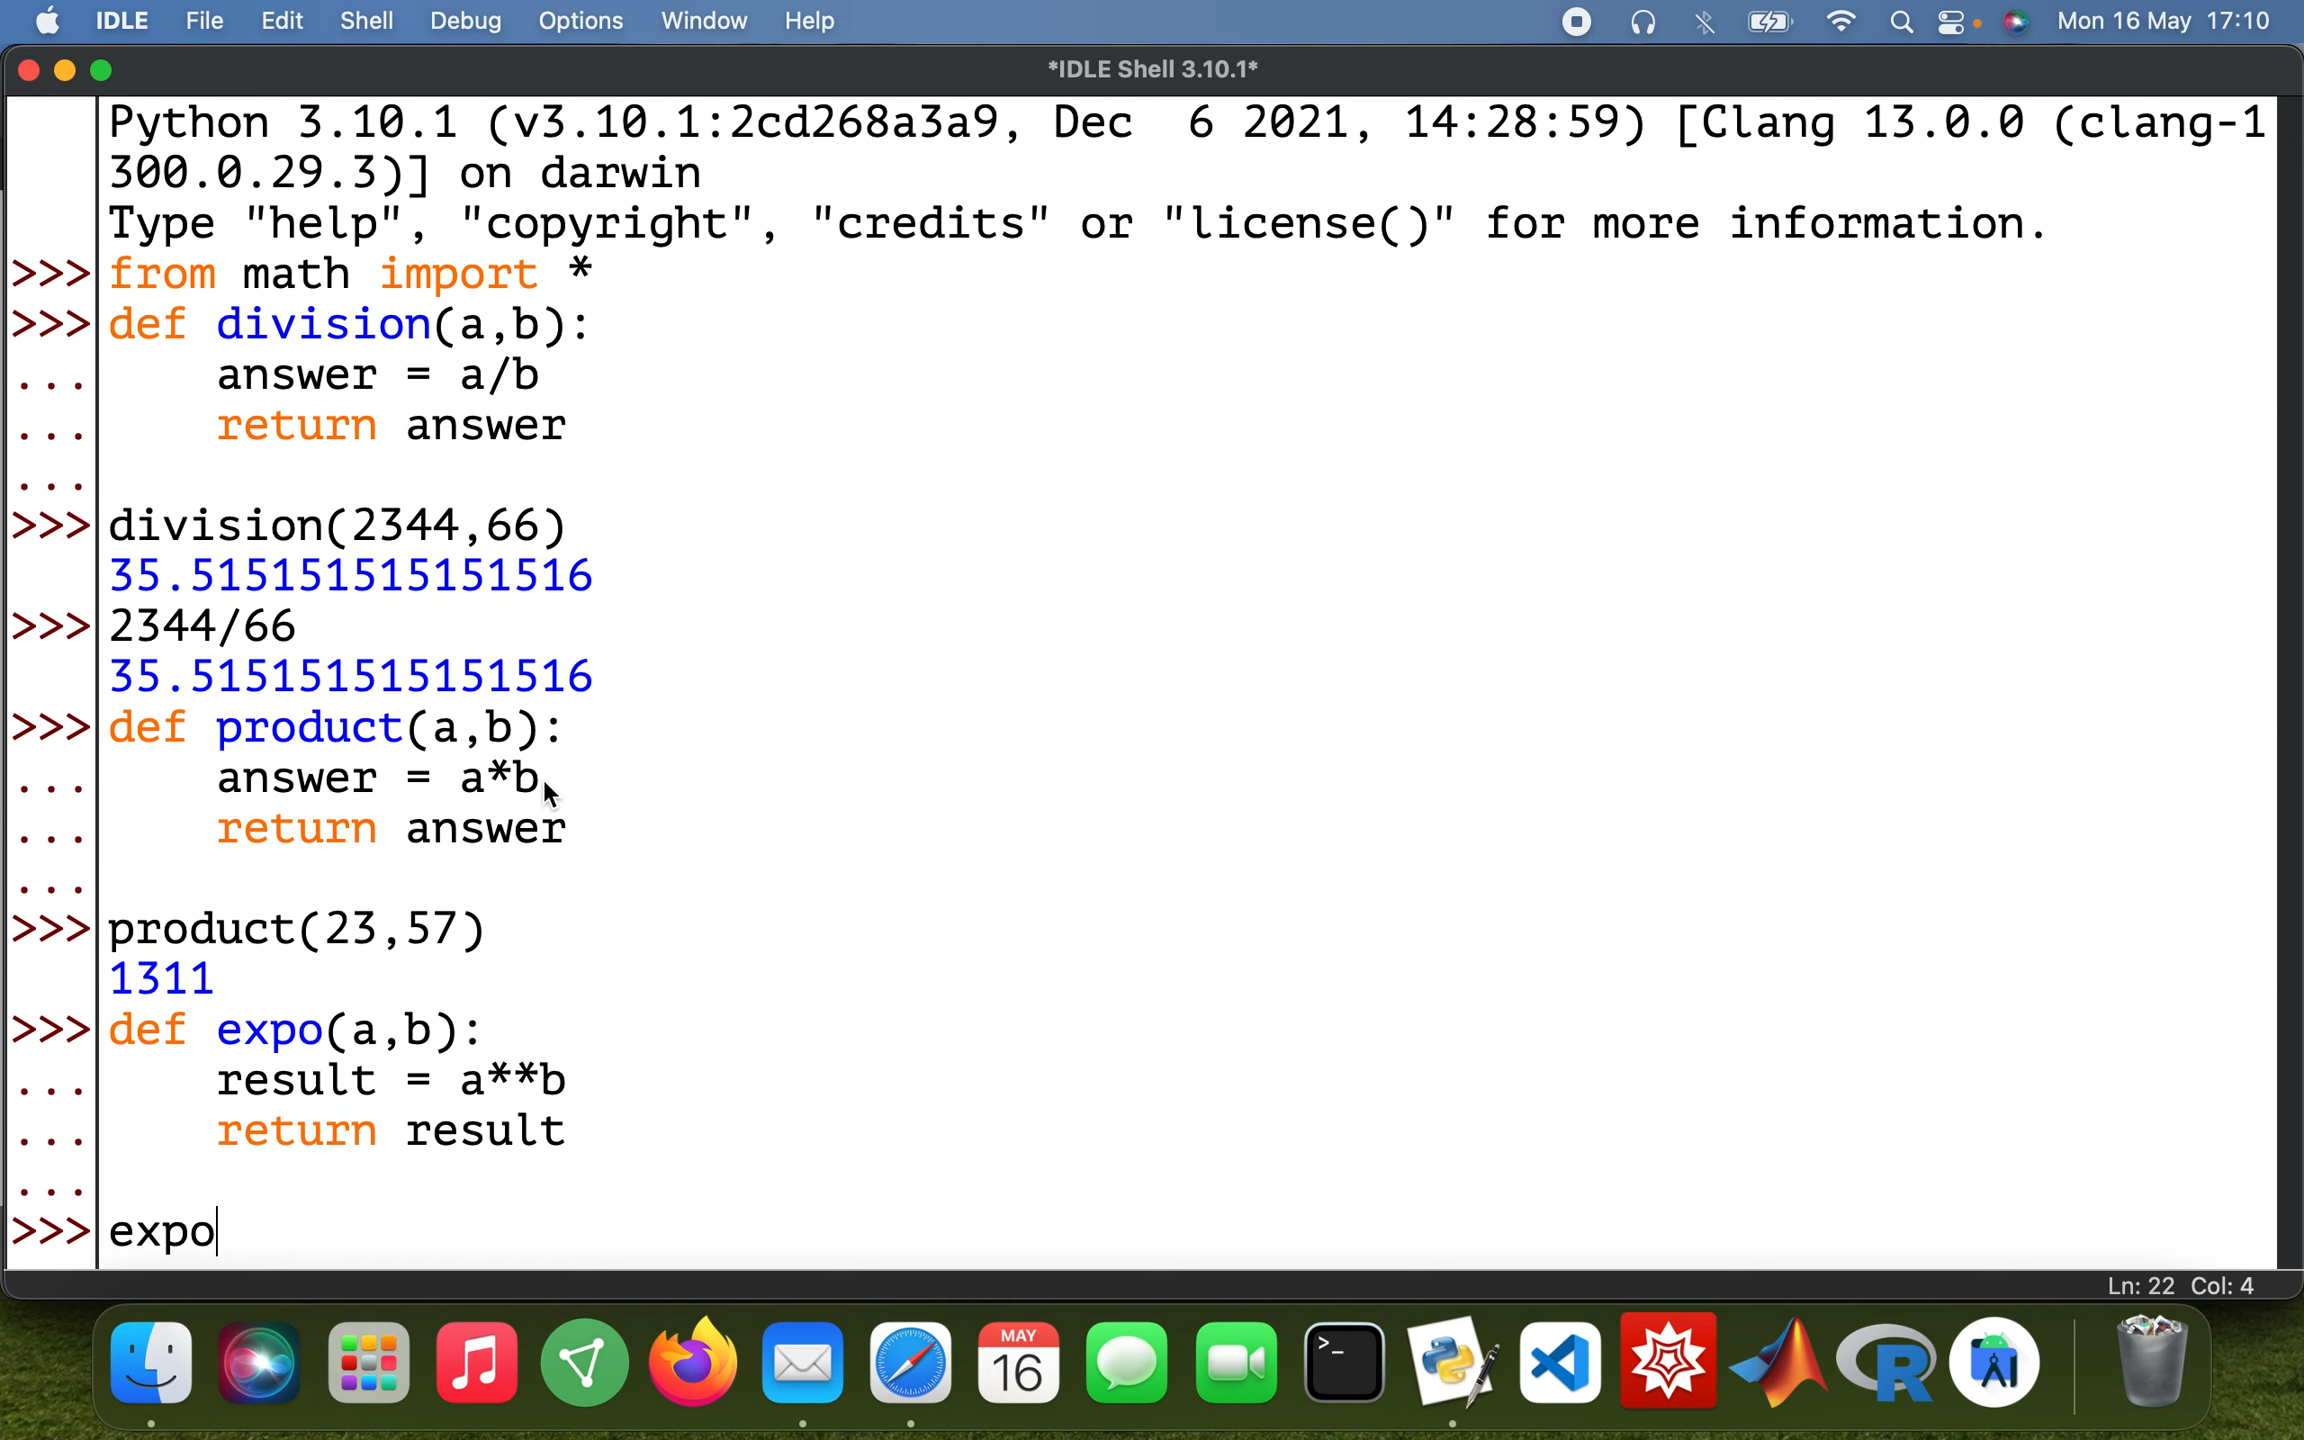 IDLE File Edit Shell Debug Options Window Help Mon 16 May 17:10
*IDLE Shell 3.10.1*
Python 3.10.1 (v3.10.1:2cd268a3a9, Dec  6 2021, 14:28:59) [Clang 13.0.0 (clang-1
300.0.29.3)] on darwin
Type "help", "copyright", "credits" or "license()" for more information.
>>> from math import *
>>> def division(a,b):
...     answer = a/b
...     return answer
...
>>> division(2344,66)
35.515151515151516
>>> 2344/66
35.515151515151516
>>> def product(a,b):
...     answer = a*b
...     return answer
...
>>> product(23,57)
1311
>>> def expo(a,b):
...     result = a**b
...     return result
...
>>> expo
Ln: 22 Col: 4
MAY
16
>_
R